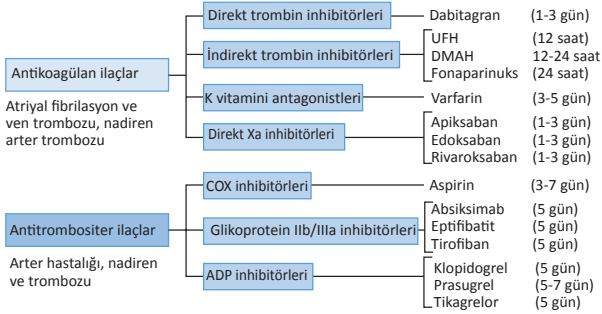 Direkt trombin inhibitörleri Dabitagran (1-3 gün)
Antikoagülan ilaçlar
Atriyal fibrilasyon ve
ven trombozu, nadiren
arter trombozu
İndirekt trombin inhibitörleri
UFH (12 saat)
DMAH 12-24 saat
Fonaparinuks (24 saat)
K vitamini antagonistleri Varfarin (3-5 gün)
Direkt Xa inhibitörleri
Apiksaban (1-3 gün)
Edoksaban (1-3 gün)
Rivaroksaban (1-3 gün)
COX inhibitörleri Aspirin (3-7 gün)
Antitrombositer ilaçlar
Arter hastalığı, nadiren
ve trombozu
Glikoprotein IIb/IIIa inhibitörleri
Absiksimab (5 gün)
Eptifibatit (5 gün)
Tirofiban (5 gün)
ADP inhibitörleri
Klopidogrel (5 gün)
Prasugrel (5-7 gün)
Tikagrelor (5 gün)